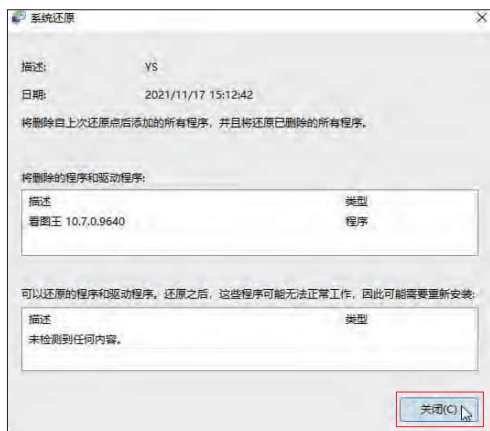 系统还原
描述: YS
日期: 2021/11/17 15:12:42
将删除自上次还原点后添加的所有程序，并且将还原已删除的所有程序。
将删除的程序和驱动程序:
描述 类型
看图王 10.7.0.9640 程序
可以还原的程序和驱动程序。还原之后，这些程序可能无法正常工作，因此可能需要重新安装:
描述 类型
未检测到任何内容。
关闭(C)